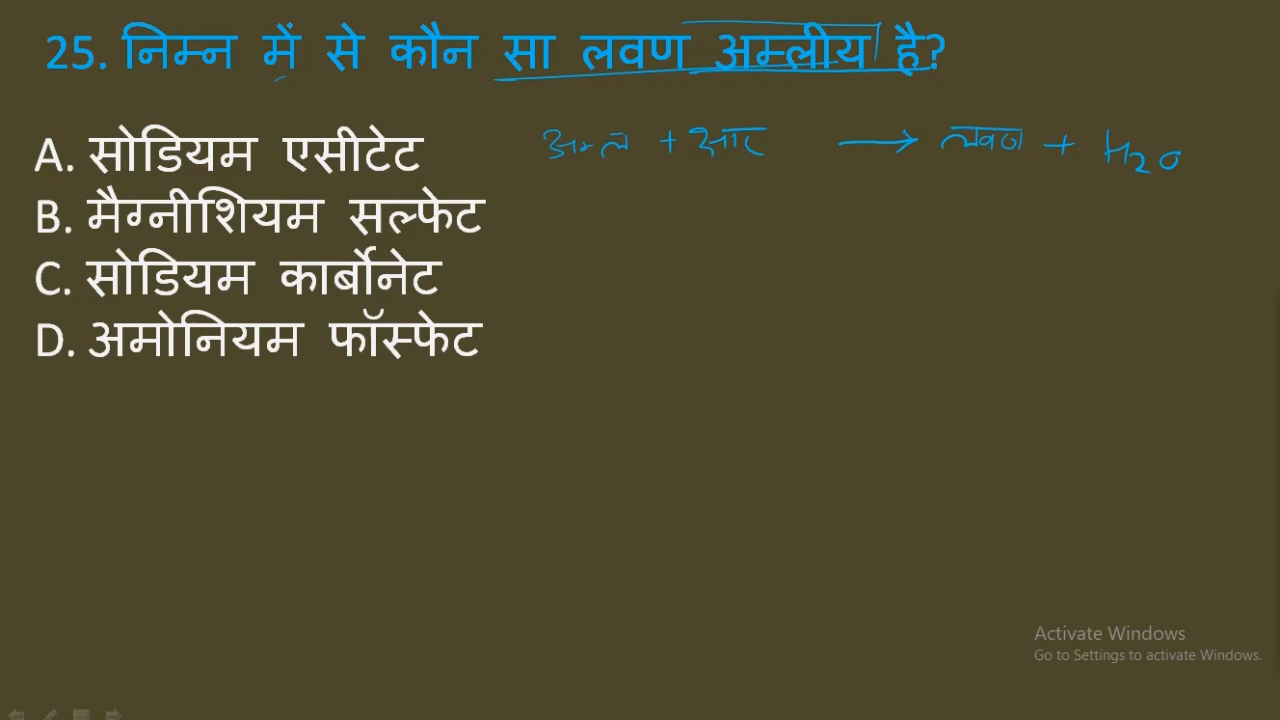 25. निम्न में से कौन सा लवण अम्लीय है?
अम्ल + क्षार → लवण + H2O
A. सोडियम एसीटेट
B. मैग्नीशियम सल्फेट
C. सोडियम कार्बोनेट
D. अमोनियम फॉस्फेट
Activate Windows
Go to Settings to activate Windows.